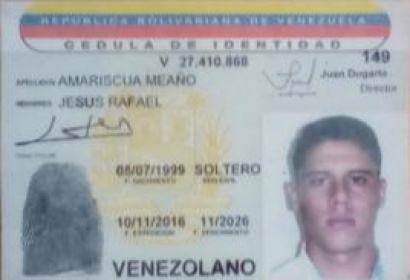 REPUBLICA BOLIVARIANA DE VENEZUELA
CEDULA DE IDENTIDAD
V 27.410.868
149
Juan Dugarte
Director
APELLIDOS AMARISCUA MEAÑO
NOMBRES JESUS RAFAEL
05/07/1999 SOLTERO
F. NACIMIENTO EDO.CIVIL
10/11/2016 11/2026
F. EXPEDICION F. VENCIMIENTO
VENEZOLANO